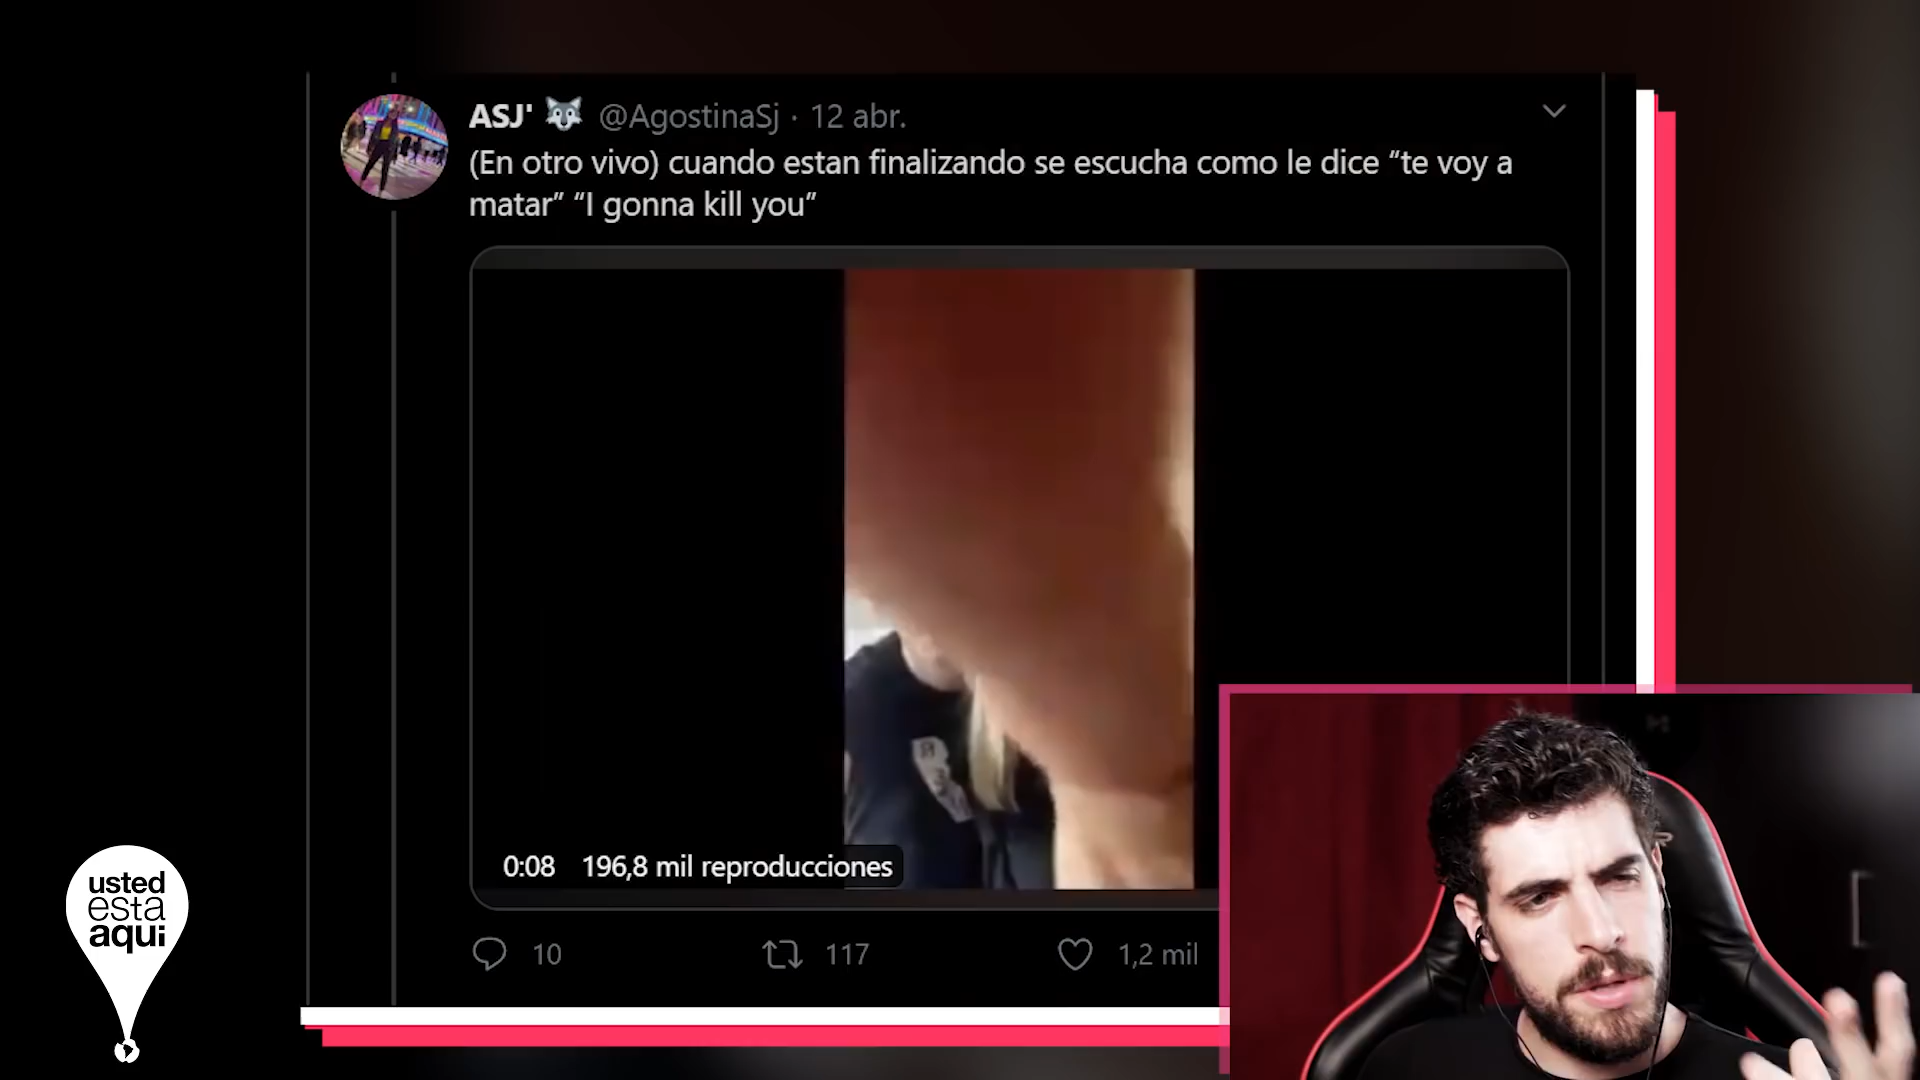 ASJ' @AgostinaSj · 12 abr.
(En otro vivo) cuando estan finalizando se escucha como le dice “te voy a
matar” “I gonna kill you”
0:08 196,8 mil reproducciones
10 117 1,2 mil
usted
esta
aqui